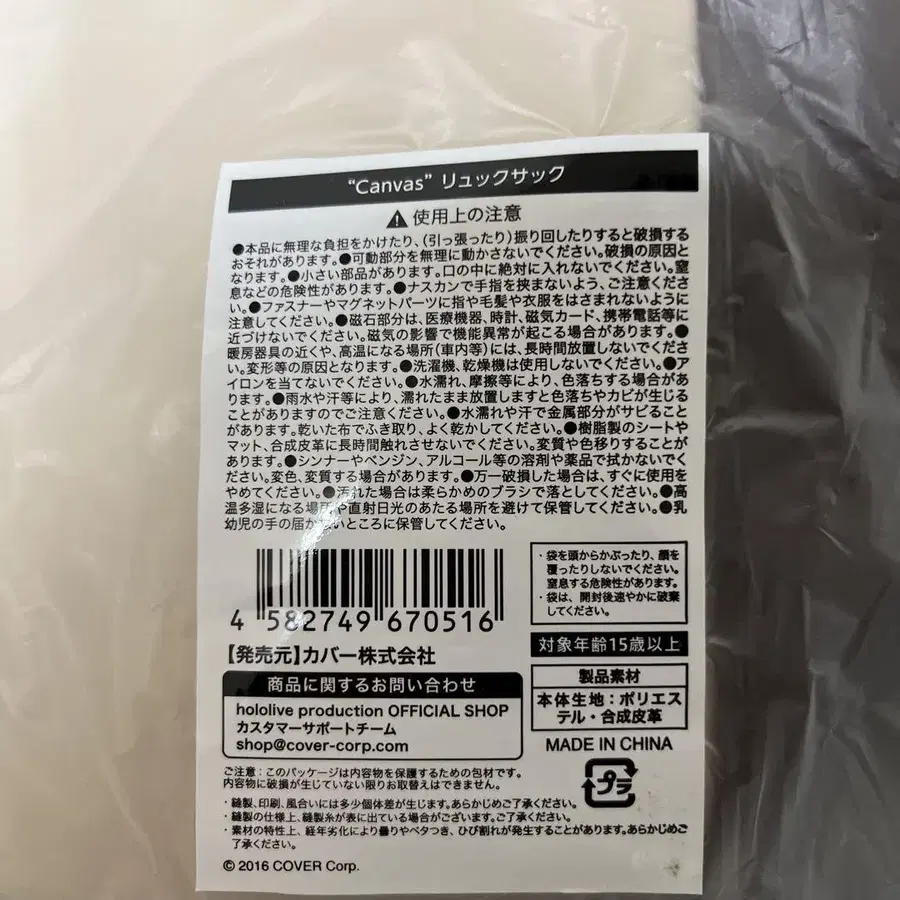 “Canvas” リュックサック
使用上の注意
●本品に無理な負担をかけたり、(引っ張ったり)振り回したりすると破損する
おそれがあります。●可動部分を無理に動かさないでください。破損の原因と
なります。●小さい部品があります。口の中に絶対に入れないでください。窒
息などの危険性があります。●ナスカンで手指を挟まないよう、ご注意くださ
い。●ファスナーやマグネットパーツに指や毛髪や衣服をはさまれないように
注意してください。●磁石部分は、医療機器、時計、磁気カード、携帯電話等に
近づけないでください。磁気の影響で機能異常が起こる場合があります。●
暖房器具の近くや、高温になる場所(車内等)には、長時間放置しないでくださ
い。変形等の原因となります。●洗濯機、乾燥機は使用しないでください。●ア
イロンを当てないでください。●水濡れ、摩擦等により、色落ちする場合があ
ります。●雨水や汗等により、濡れたまま放置しますと色落ちやカビが生じる
ことがありますのでご注意ください。●水濡れや汗で金属部分がサビること
があります。乾いた布でふき取り、よく乾かしてください。●樹脂製のシートや
マット、合成皮革に長時間触れさせないでください。変質や色移りすることが
あります。●シンナーやベンジン、アルコール等の溶剤や薬品で拭かないでくだ
さい。変色、変質する場合があります。●万一破損した場合は、すぐに使用を
やめてください。●汚れた場合は柔らかめのブラシで落としてください。●高
温多湿になる場所や直射日光のあたる場所を避けて保管してください。●乳
幼児の手の届かないところに保管してください。
4 582749 670516
・袋を頭からかぶったり、顔を
覆ったりしないでください。
窒息する危険性があります。
・袋は、開封後速やかに破棄
してください。
対象年齢15歳以上
【発売元】カバー株式会社
商品に関するお問い合わせ
hololive production OFFICIAL SHOP
カスタマーサポートチーム
shop@cover-corp.com
製品素材
本体生地：ポリエス
テル・合成皮革
MADE IN CHINA
プラ
ご注意：このパッケージは内容物を保護するための包材です。
内容物に破損が生じていない限りお取替えはできません。
・縫製、印刷、風合いには多少個体差が生じます。あらかじめご了承ください。
・縫製の仕様上、縫製糸が表に出ている場合がございます。ご了承ください。
・素材の特性上、経年劣化により曇りやベタつき、ひび割れが発生することがあります。あらかじめご
了承ください。
© 2016 COVER Corp.